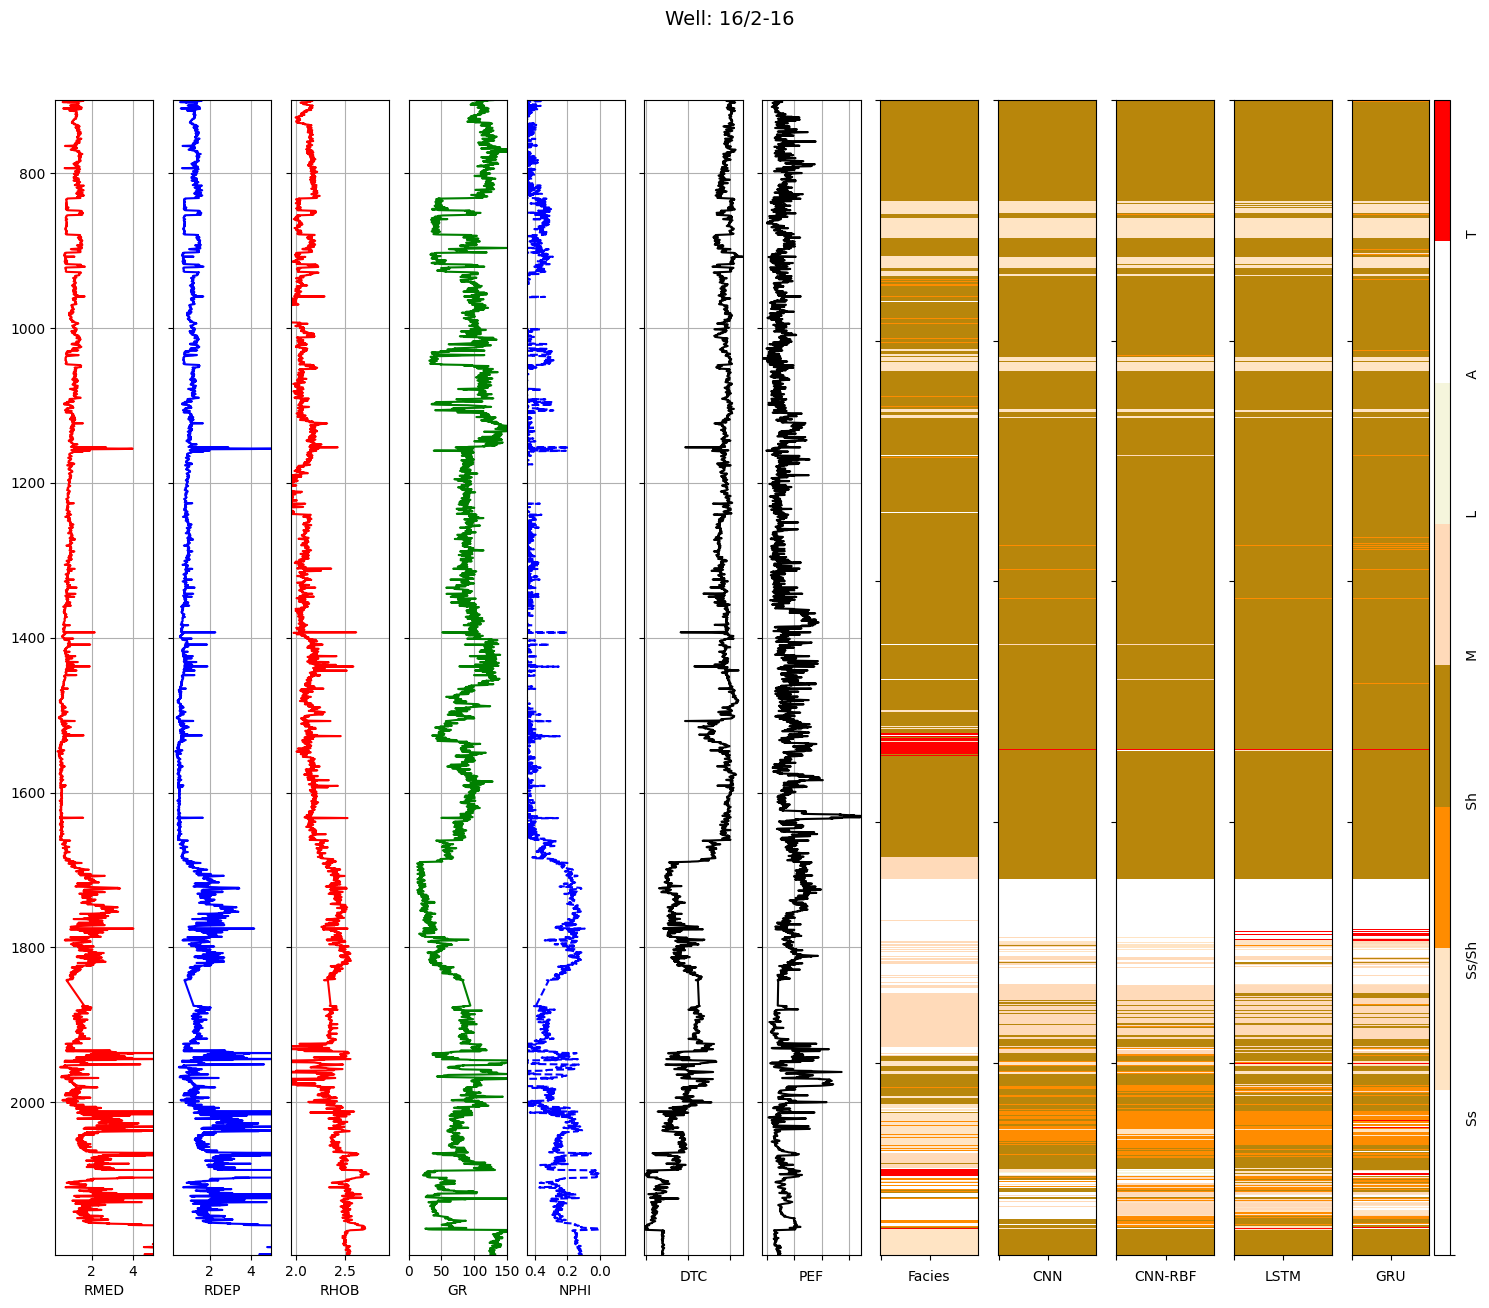 Well: 16/2-16
800
1000
1200
1400
1600
1800
2000
2 4
2 4
2.0 2.5
0 50 100 150
0.4 0.2 0.0
RMED
RDEP
RHOB
GR
NPHI
DTC
PEF
Facies
CNN
CNN-RBF
LSTM
GRU
T
A
L
M
Sh
Ss/Sh
Ss